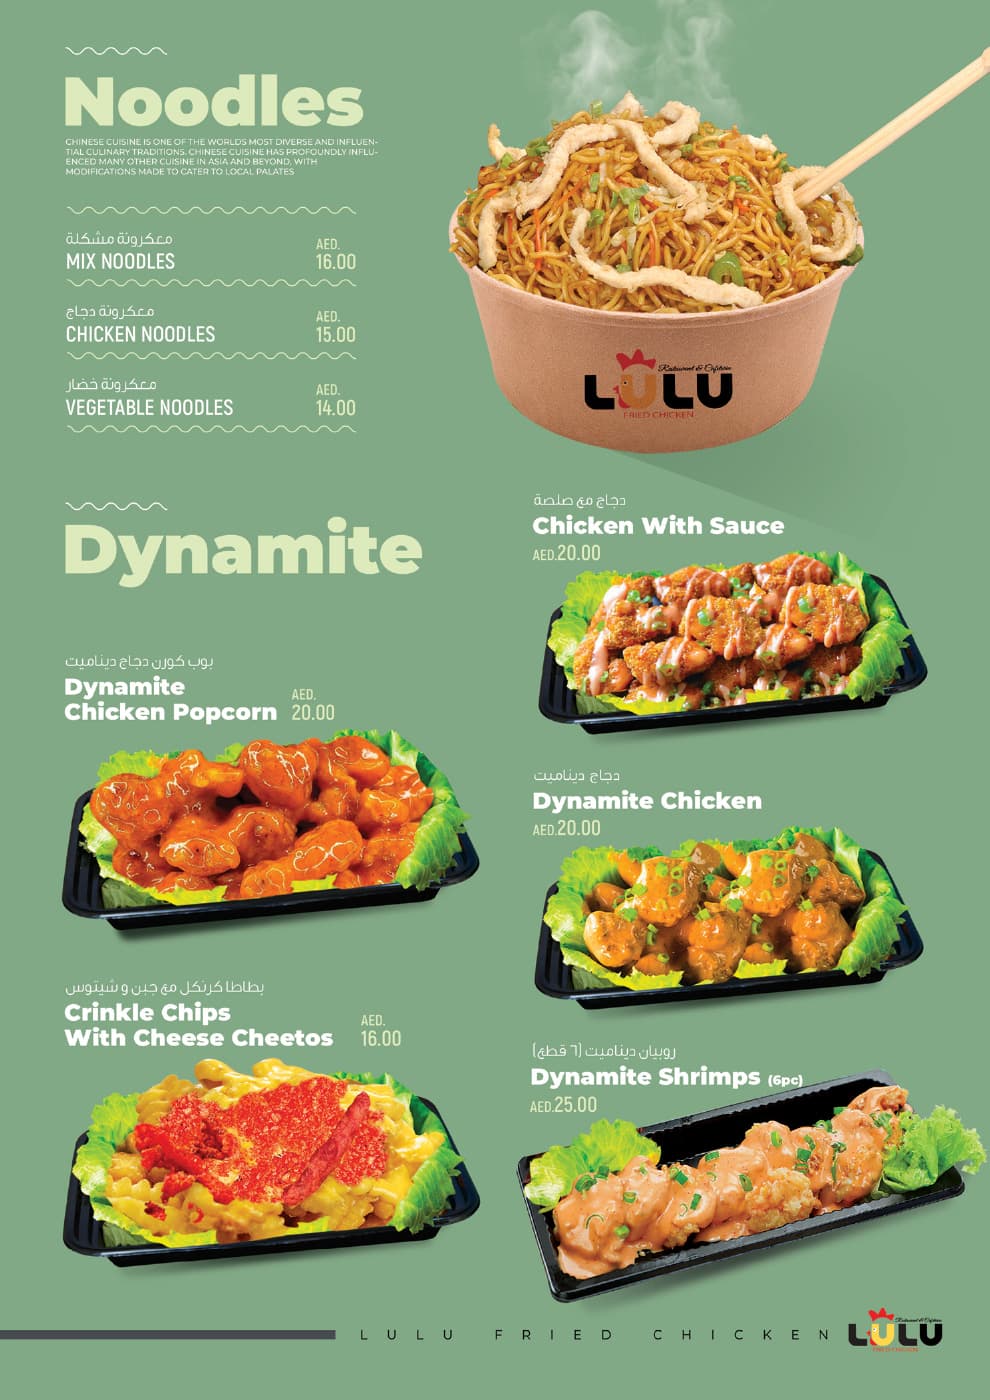 Noodles
CHINESE CUISINE IS ONE OF THE WORLDS MOST DIVERSE AND INFLUEN-
TIAL CULINARY TRADITIONS. CHINESE CUISINE HAS PROFOUNDLY INFLU-
ENCED MANY OTHER CUISINE IN ASIA AND BEYOND, WITH
MODIFICATIONS MADE TO CATER TO LOCAL PALATES
معكرونة مشكلة
MIX NOODLES
AED.
16.00
معكرونة دجاج
CHICKEN NOODLES
AED.
15.00
معكرونة خضار
VEGETABLE NOODLES
AED.
14.00
Restaurant & Cafeteria
LULU
FRIED CHICKEN
Dynamite
دجاج مع صلصة
Chicken With Sauce
AED.20.00
بوب كورن دجاج ديناميت
Dynamite
Chicken Popcorn
AED.
20.00
دجاج ديناميت
Dynamite Chicken
AED.20.00
بطاطا كرنكل مع جبن و شيتوس
Crinkle Chips
With Cheese Cheetos
AED.
16.00
روبيان ديناميت (٦ قطع)
Dynamite Shrimps (6pc)
AED.25.00
LULU FRIED CHICKEN
Restaurant & Cafeteria
LULU
FRIED CHICKEN